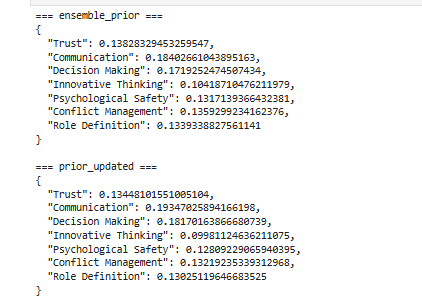 === ensemble_prior ===
{
"Trust": 0.13828329453259547,
"Communication": 0.18402661043895163,
"Decision Making": 0.1719252474507434,
"Innovative Thinking": 0.10418710476211979,
"Psychological Safety": 0.1317139366432381,
"Conflict Management": 0.1359299234162376,
"Role Definition": 0.1339338827561141
}
=== prior_updated ===
{
"Trust": 0.13448101551005104,
"Communication": 0.19347025894166198,
"Decision Making": 0.18170163866680739,
"Innovative Thinking": 0.09981124636211075,
"Psychological Safety": 0.12809229065940395,
"Conflict Management": 0.13219235339312968,
"Role Definition": 0.13025119646683525
}